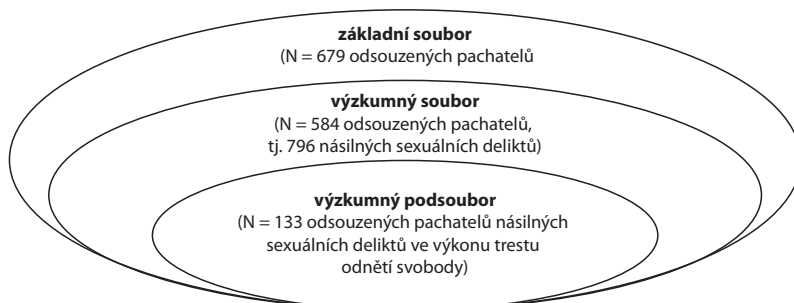 základní soubor
(N = 679 odsouzených pachatelů
výzkumný soubor
(N = 584 odsouzených pachatelů,
tj. 796 násilných sexuálních deliktů)
výzkumný podsoubor
(N = 133 odsouzených pachatelů násilných
sexuálních deliktů ve výkonu trestu
odnětí svobody)